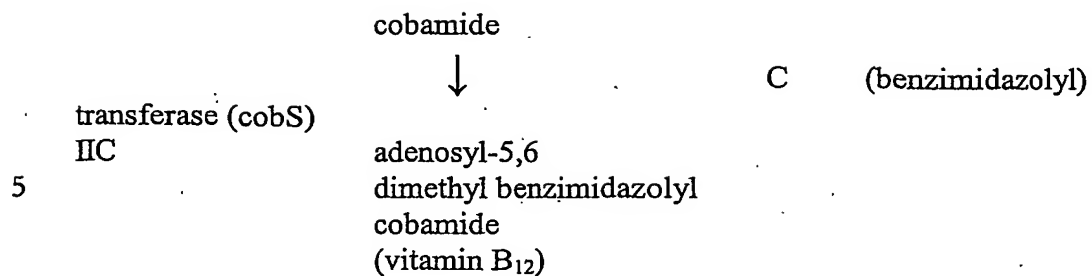 cobamide
↓ C (benzimidazolyl)
transferase (cobS)
IIC adenosyl-5,6
5 dimethyl benzimidazolyl
cobamide
(vitamin B₁₂)